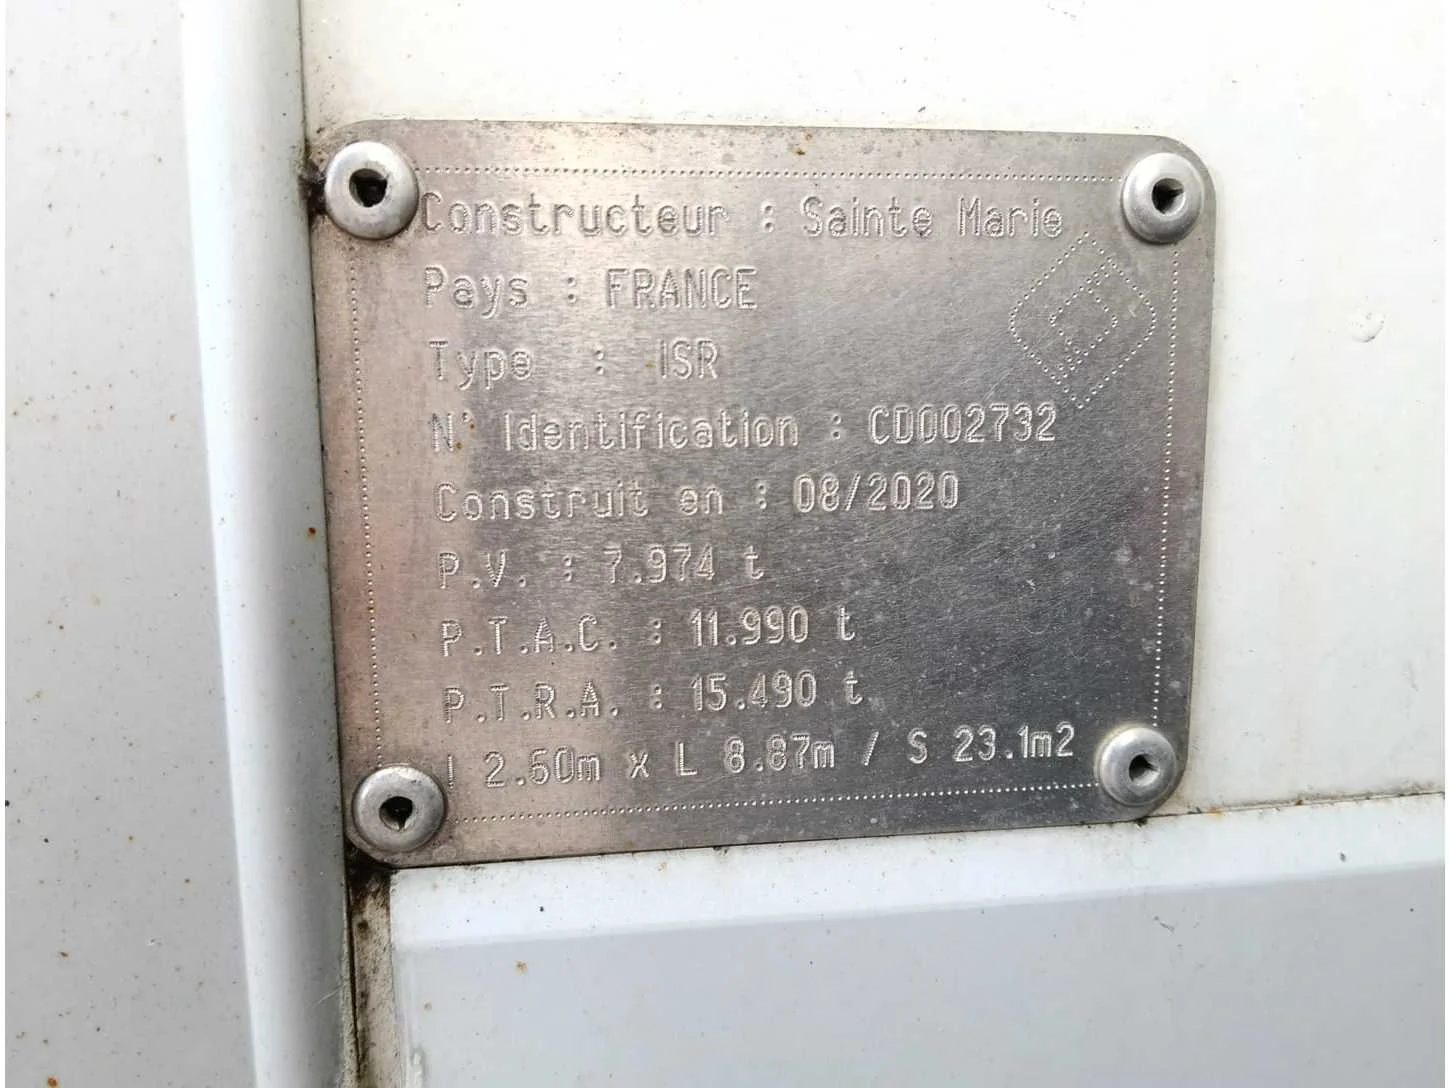 Constructeur : Sainte Marie
Pays : FRANCE
Type : ISR
N° Identification : CD002732
Construit en : 08/2020
P.V. : 7.974 t
P.T.A.C. : 11.990 t
P.T.R.A. : 15.490 t
l 2.60m x L 8.87m / S 23.1m2